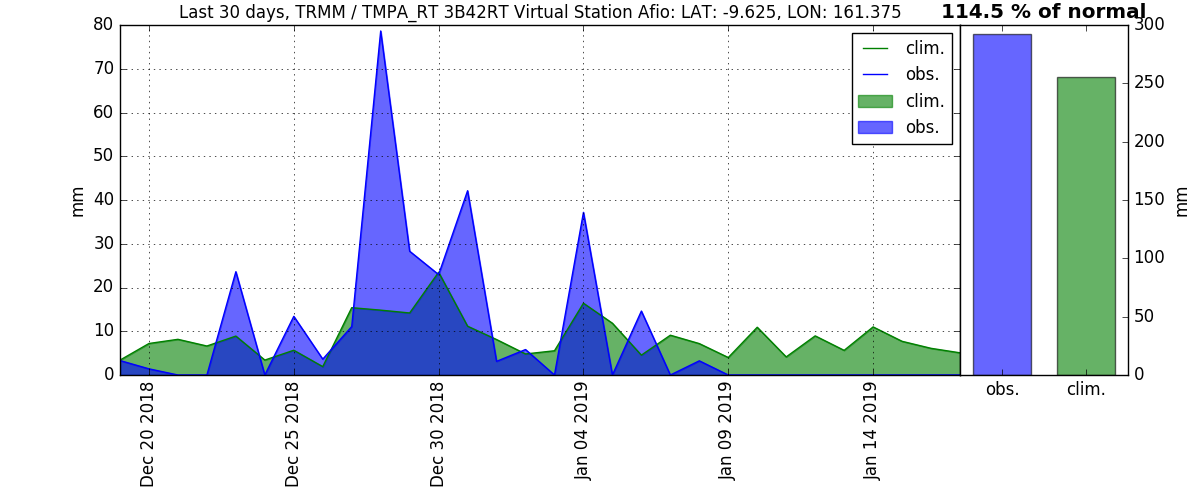 Last 30 days, TRMM / TMPA_RT 3B42RT Virtual Station Afio: LAT: -9.625, LON: 161.375
114.5 % of normal
80
70
60
50
40
30
20
10
0
mm
clim.
obs.
clim.
obs.
Dec 20 2018
Dec 25 2018
Dec 30 2018
Jan 04 2019
Jan 09 2019
Jan 14 2019
300
250
200
150
100
50
0
mm
obs.
clim.